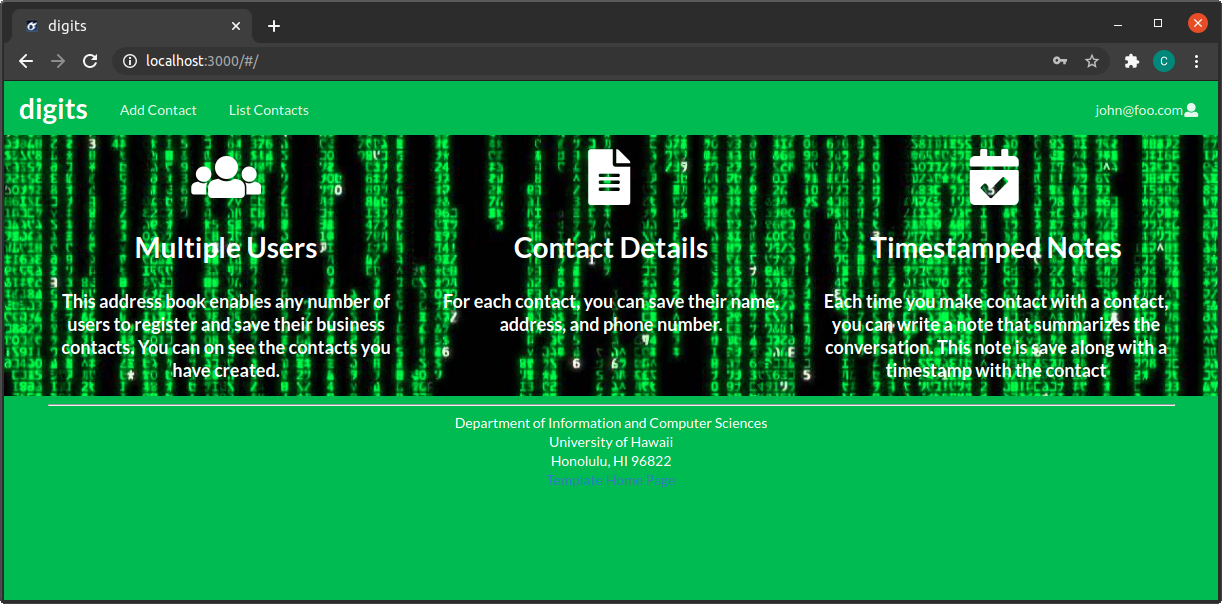 digits
localhost:3000/#/
C
digits
Add Contact
List Contacts
john@foo.com
Multiple Users
This address book enables any number of
users to register and save their business
contacts. You can on see the contacts you
have created.
Contact Details
For each contact, you can save their name,
address, and phone number.
Timestamped Notes
Each time you make contact with a contact,
you can write a note that summarizes the
conversation. This note is save along with a
timestamp with the contact
Department of Information and Computer Sciences
University of Hawaii
Honolulu, HI 96822
Template Home Page